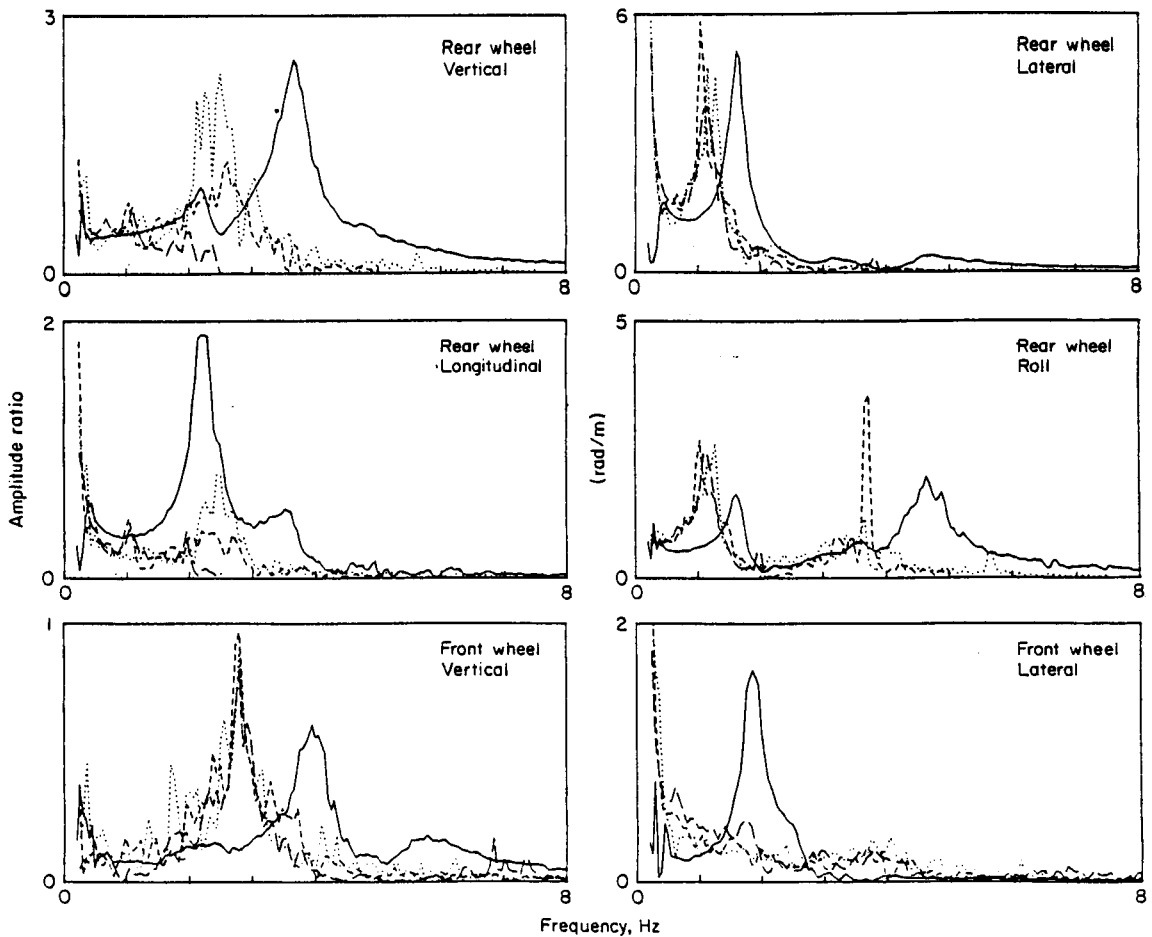 3
Rear wheel
Vertical
0
0
8
6
Rear wheel
Lateral
0
0
8
2
Rear wheel
Longitudinal
0
0
8
Amplitude ratio
5
Rear wheel
Roll
0
0
8
(rad/m)
1
Front wheel
Vertical
0
0
8
2
Front wheel
Lateral
0
0
8
Frequency, Hz